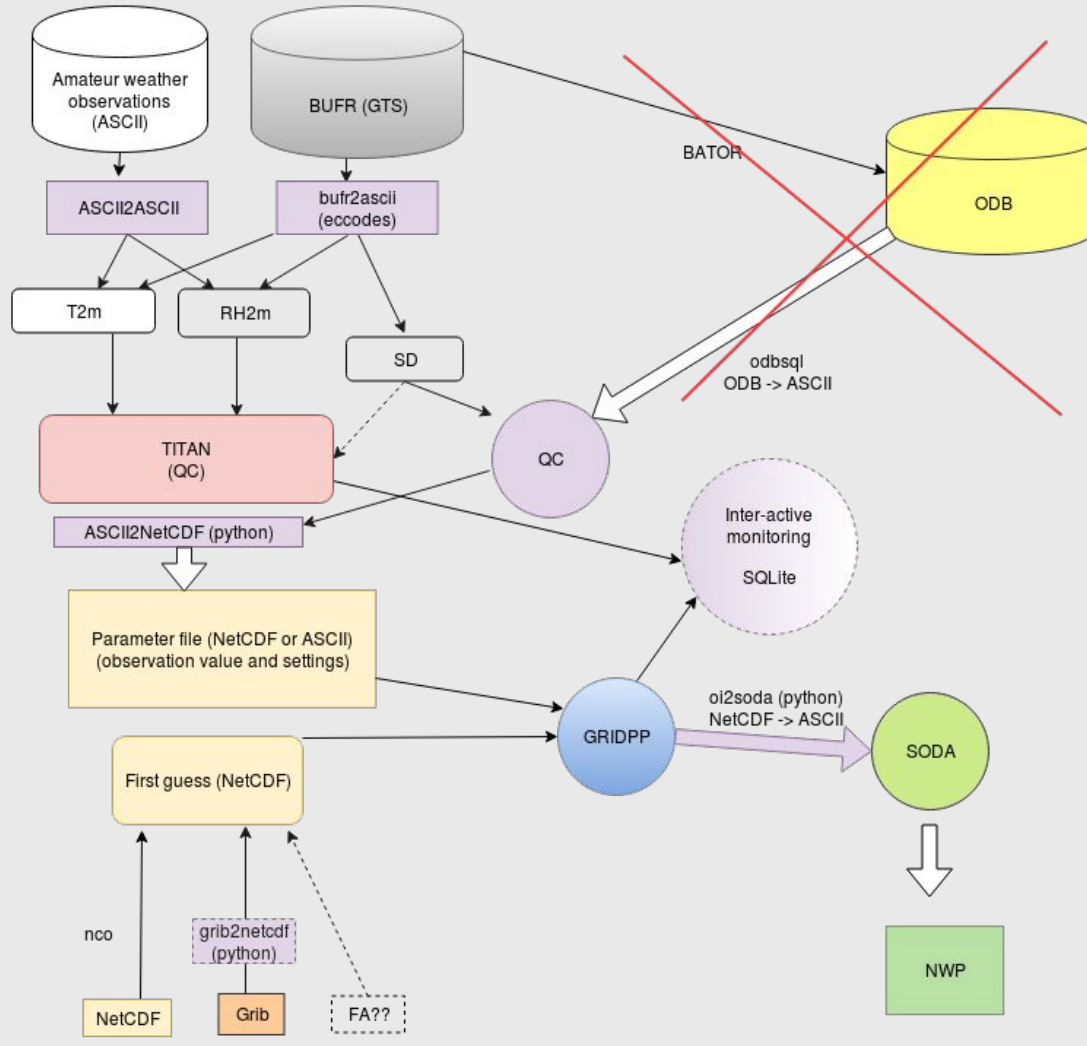 Amateur weather
observations
(ASCII)
BUFR (GTS)
BATOR
ODB
ASCII2ASCII
bufr2ascii
(eccodes)
T2m
RH2m
SD
odbsql
ODB -> ASCII
TITAN
(QC)
QC
ASCII2NetCDF (python)
Inter-active
monitoring
SQLite
Parameter file (NetCDF or ASCII)
(observation value and settings)
oi2soda (python)
NetCDF -> ASCII
GRIDPP
SODA
First guess (NetCDF)
nco
grib2netcdf
(python)
NWP
NetCDF
Grib
FA??